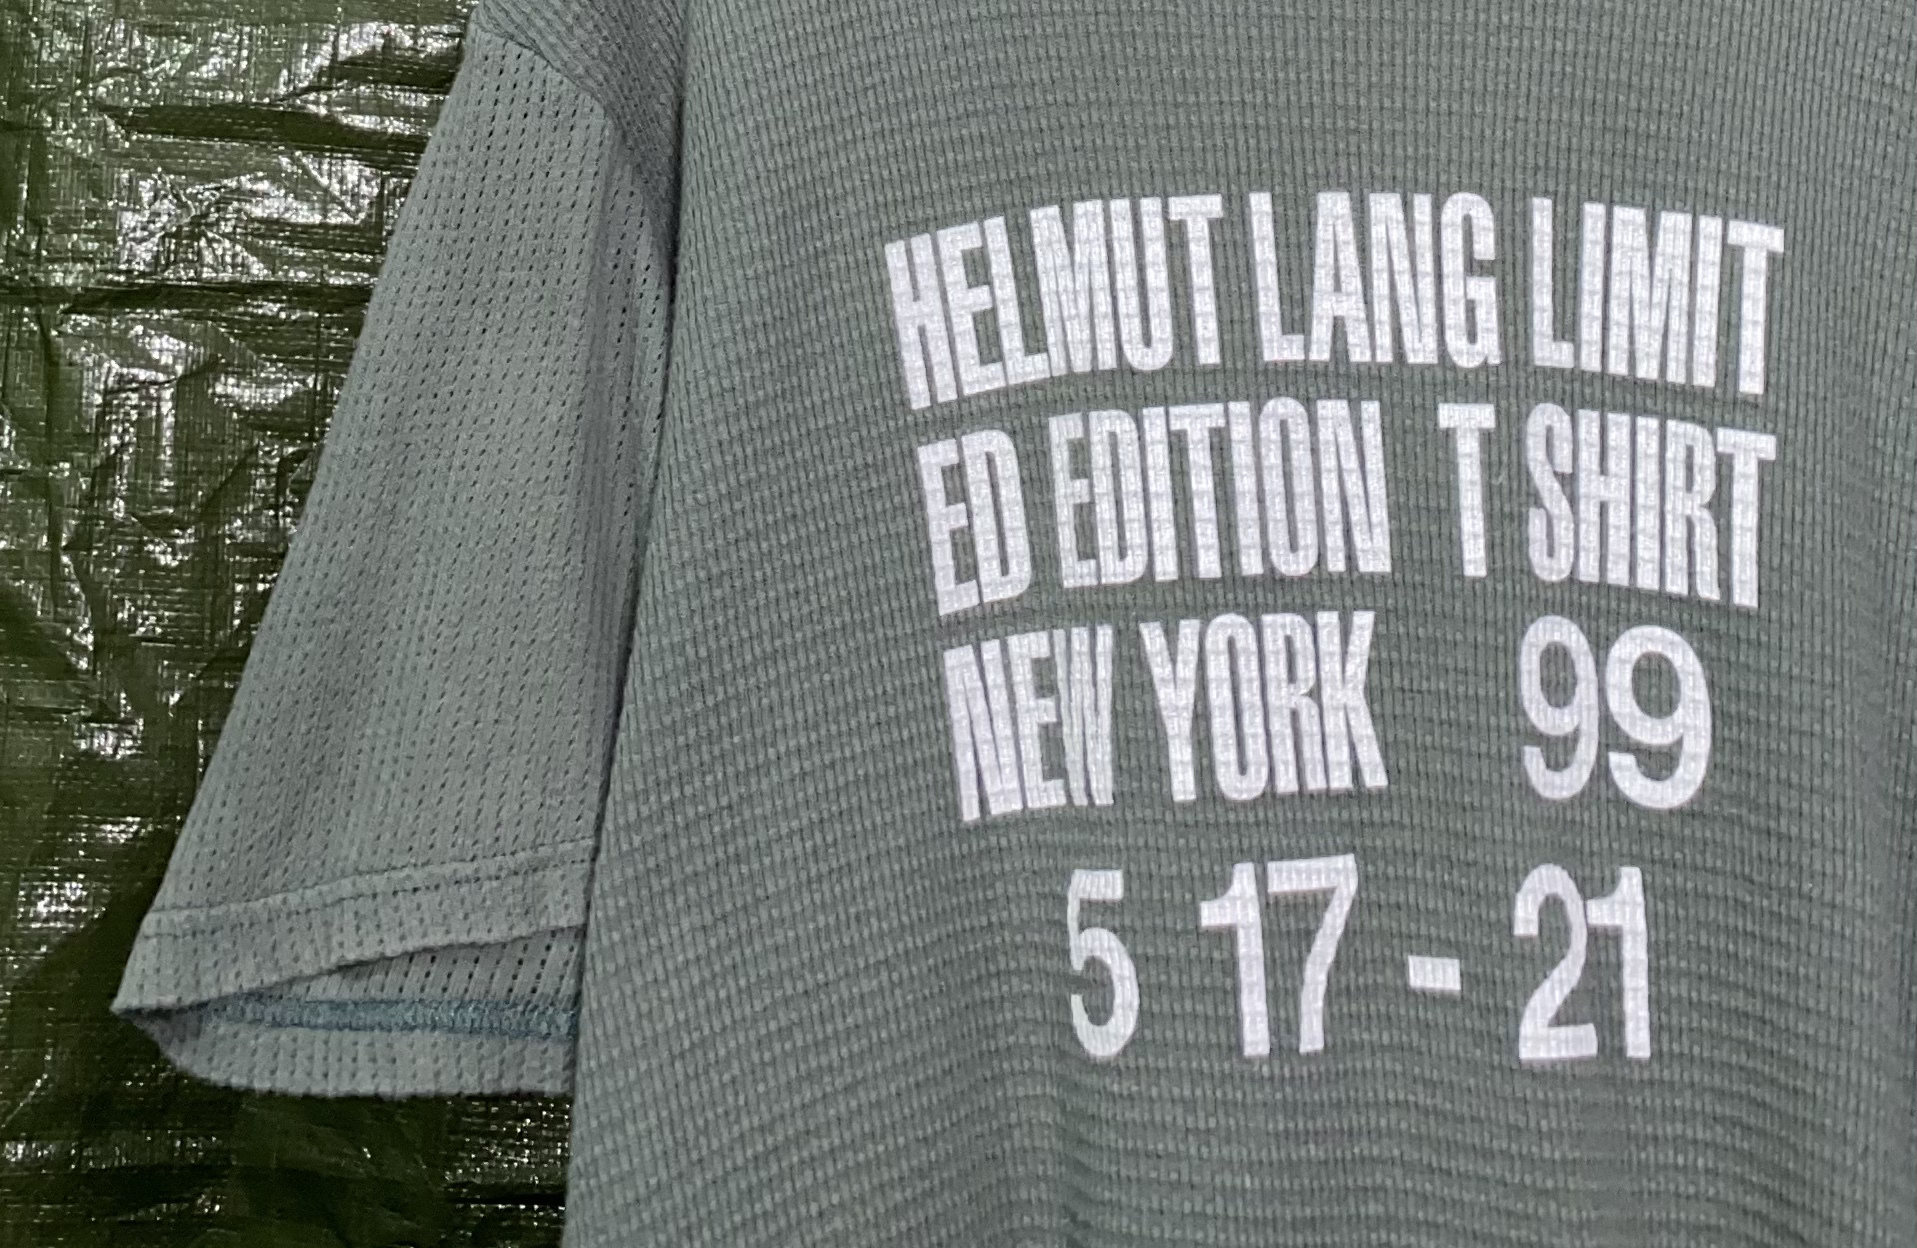 HELMUT LANG LIMIT
ED EDITION T SHIRT
NEW YORK 99
5 17 - 21